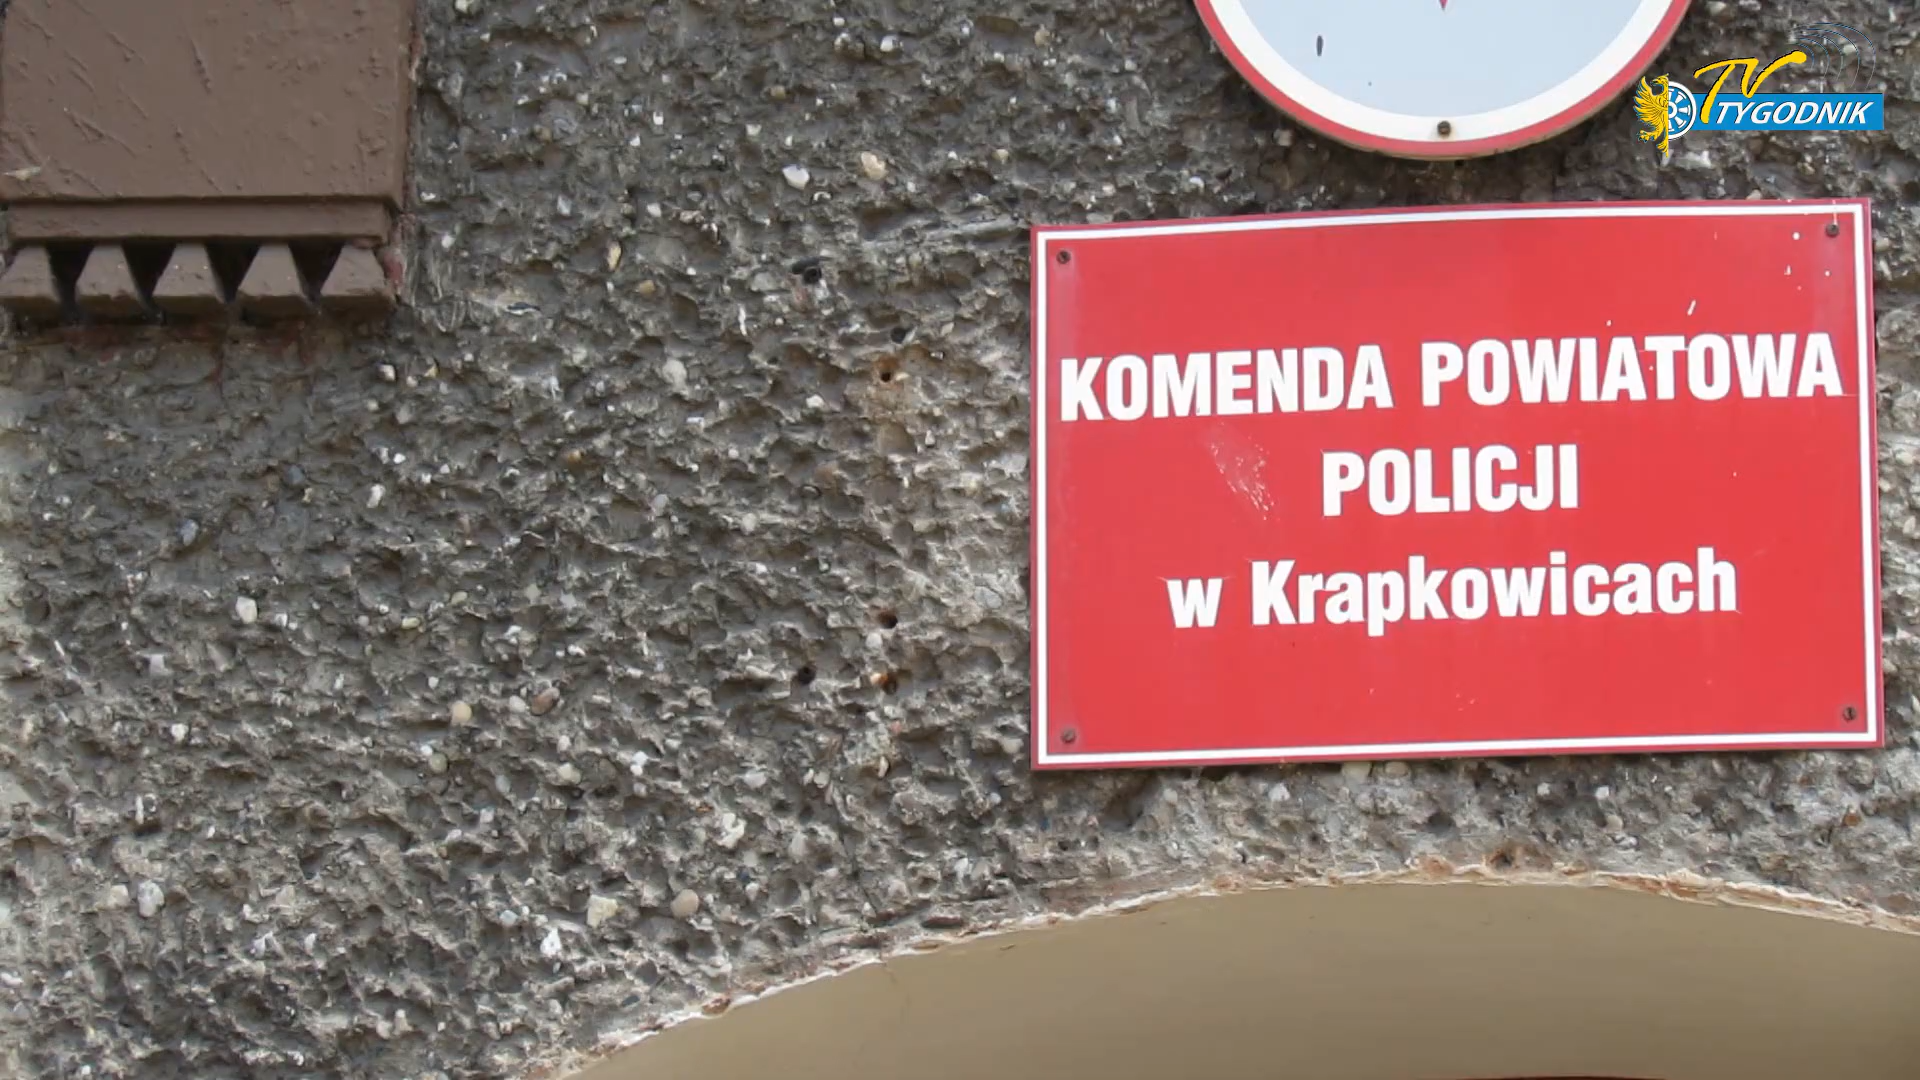 TV
TYGODNIK
KOMENDA POWIATOWA
POLICJI
w Krapkowicach